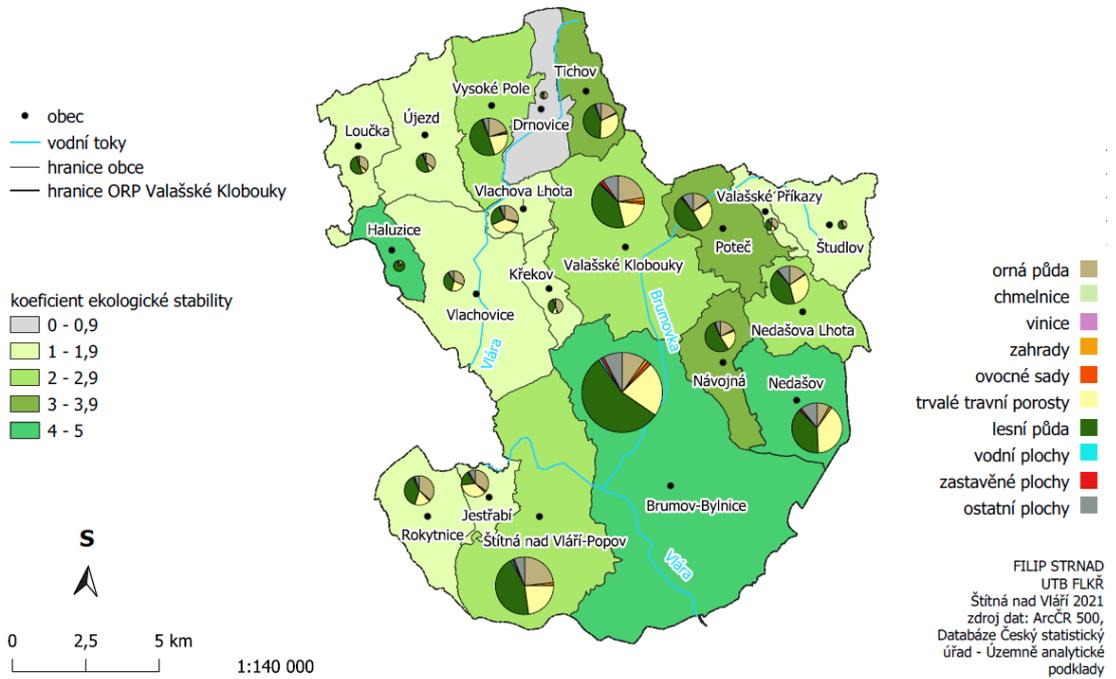 obec
vodní toky
hranice obce
hranice ORP Valašské Klobouky
koeficient ekologické stability
0 - 0,9
1 - 1,9
2 - 2,9
3 - 3,9
4 - 5
S
0 2,5 5 km
1:140 000
Tichov
Vysoké Pole
Drnovice
Újezd
Loučka
Vlachova Lhota
Valašské Příkazy
Haluzice
Poteč
Študlov
Valašské Klobouky
Křekov
Vlachovice
Brumovka
Nedašova Lhota
Vlára
Návojná
Nedašov
Brumov-Bylnice
Jestřabí
Rokytnice
Štítná nad Vláří-Popov
Vlára
orná půda
chmelnice
vinice
zahrady
ovocné sady
trvalé travní porosty
lesní půda
vodní plochy
zastavěné plochy
ostatní plochy
FILIP STRNAD
UTB FLKŘ
Štítná nad Vláří 2021
zdroj dat: ArcČR 500,
Databáze Český statistický
úřad - Územně analytické
podklady